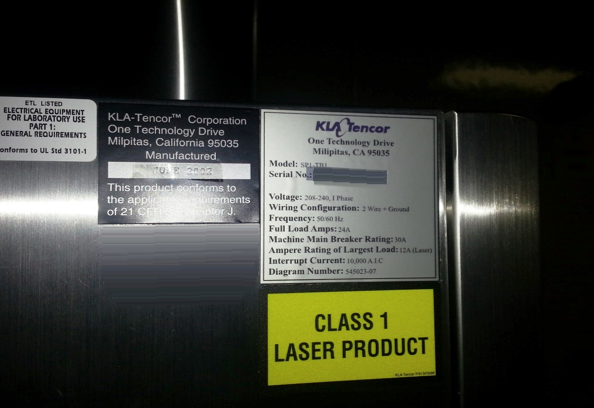 ETL LISTED
ELECTRICAL EQUIPMENT
FOR LABORATORY USE
PART 1:
GENERAL REQUIREMENTS
onforms to UL Std 3101-1
KLA-Tencor™ Corporation
One Technology Drive
Milpitas, California 95035
Manufactured
This product conforms to
the applic requirements
of 21 J.
KLA Tencor
One Technology Drive
Milipitas, CA 95035
Model: SP1-TBI
Serial No.:
Voltage: 208-240, 1 Phase
Wiring Configuration: 2 Wire + Ground
Frequency: 50/60 Hz
Full Load Amps: 24A
Machine Main Breaker Rating: 30A
Ampere Rating of Largest Load: 12A (Laser)
Interrupt Current: 10,000 A.I.C
Diagram Number: 545023-07
CLASS 1
LASER PRODUCT